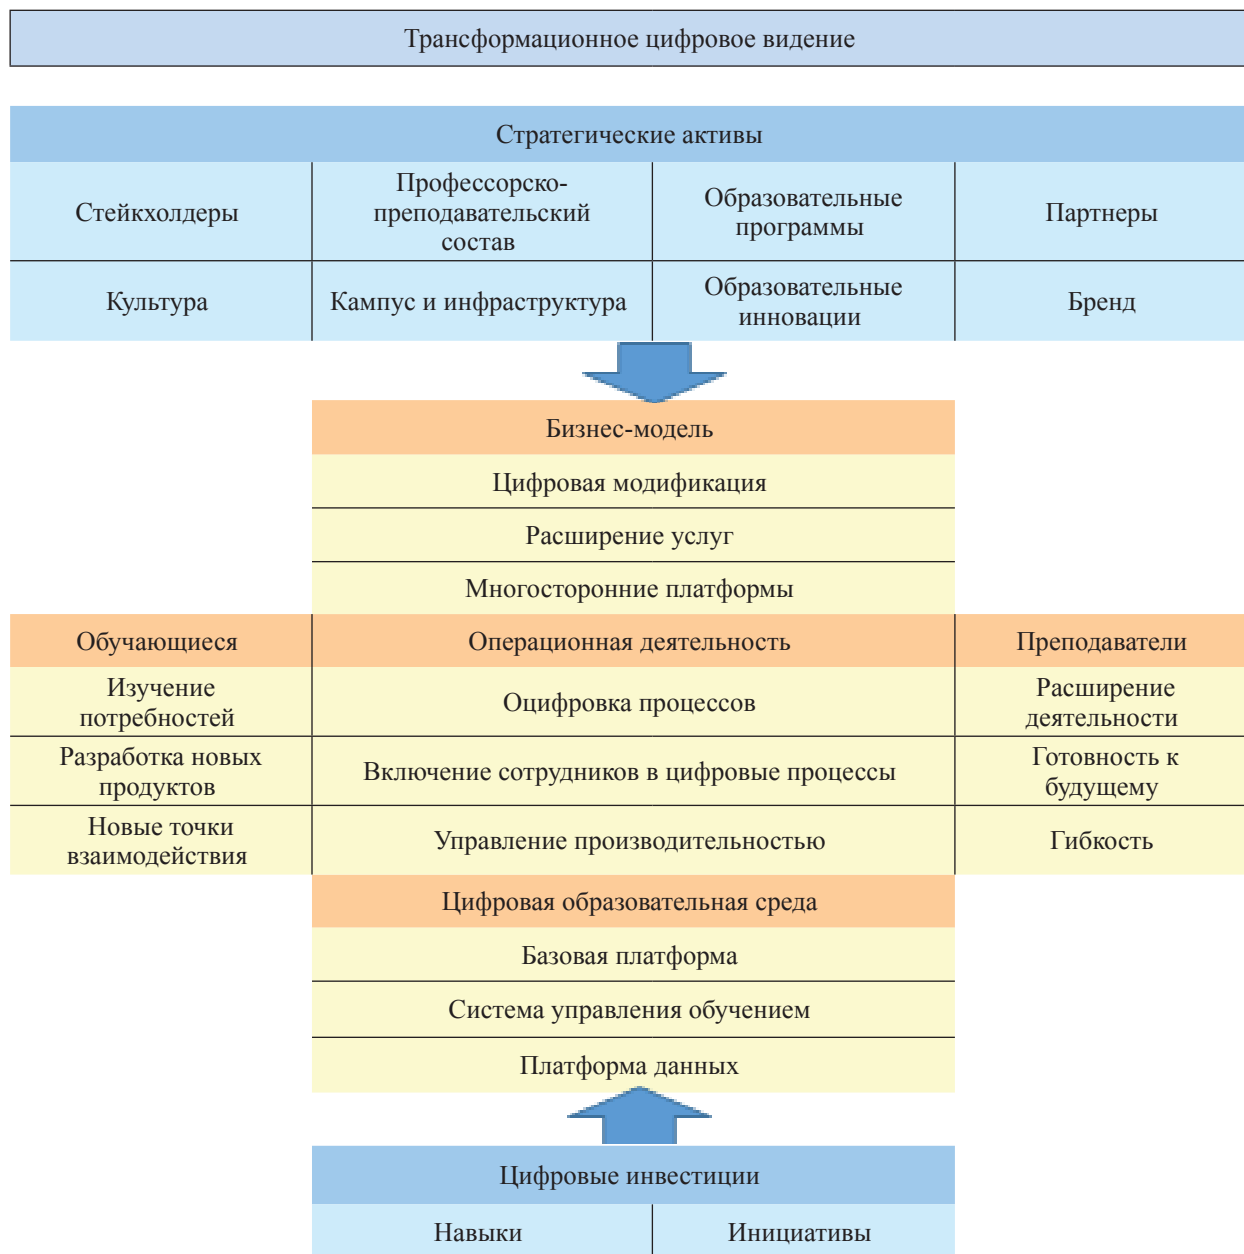 Трансформационное цифровое видение
Стратегические активы
Стейкхолдеры
Профессорско-
преподавательский
состав
Образовательные
программы
Партнеры
Культура
Кампус и инфраструктура
Образовательные
инновации
Бренд
Бизнес-модель
Цифровая модификация
Расширение услуг
Многосторонние платформы
Обучающиеся
Операционная деятельность
Преподаватели
Изучение
потребностей
Оцифровка процессов
Расширение
деятельности
Разработка новых
продуктов
Включение сотрудников в цифровые процессы
Готовность к
будущему
Новые точки
взаимодействия
Управление производительностью
Гибкость
Цифровая образовательная среда
Базовая платформа
Система управления обучением
Платформа данных
Цифровые инвестиции
Навыки
Инициативы